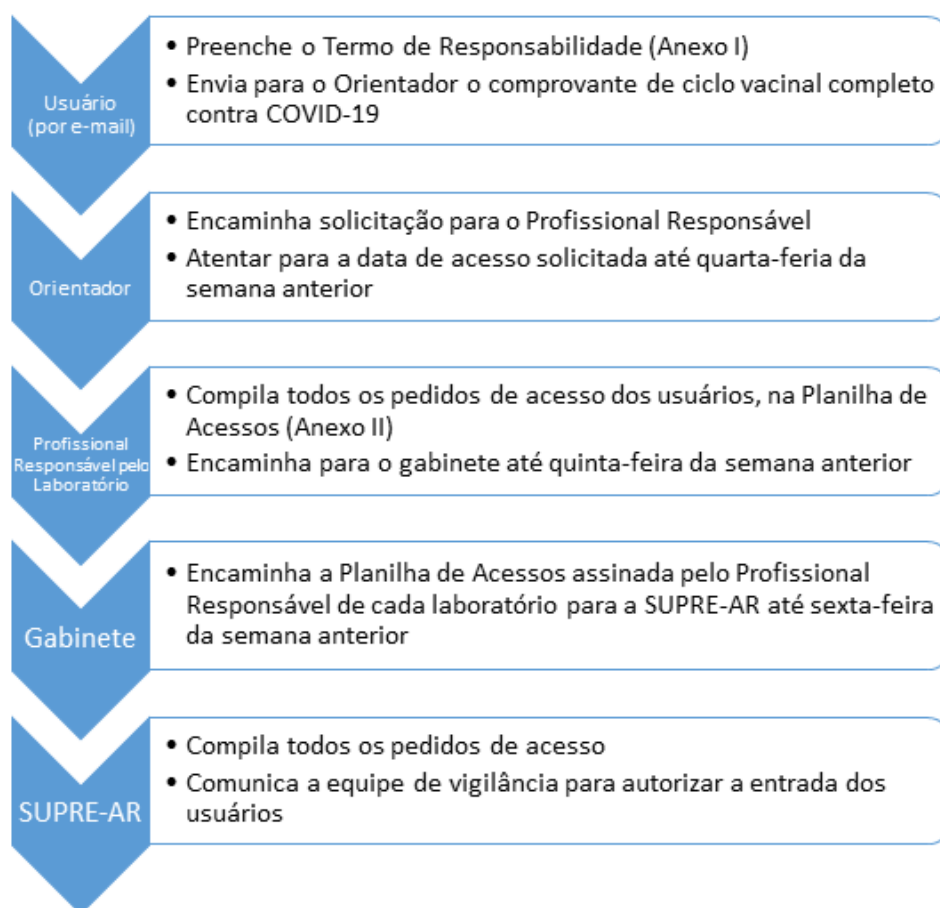 Usuário
(por e-mail)
• Preenche o Termo de Responsabilidade (Anexo I)
• Envia para o Orientador o comprovante de ciclo vacinal completo
contra COVID-19
Orientador
• Encaminha solicitação para o Profissional Responsável
• Atentar para a data de acesso solicitada até quarta-feria da
semana anterior
Profissional
Responsável pelo
Laboratório
• Compila todos os pedidos de acesso dos usuários, na Planilha de
Acessos (Anexo II)
• Encaminha para o gabinete até quinta-feira da semana anterior
Gabinete
• Encaminha a Planilha de Acessos assinada pelo Profissional
Responsável de cada laboratório para a SUPRE-AR até sexta-feira
da semana anterior
SUPRE-AR
• Compila todos os pedidos de acesso
• Comunica a equipe de vigilância para autorizar a entrada dos
usuários